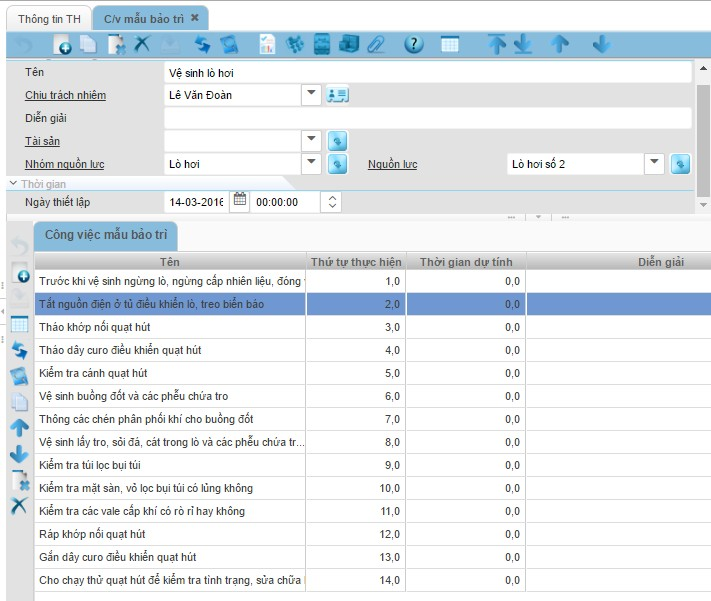 Thông tin TH
C/v mẫu bảo trì
Tên Vệ sinh lò hơi
Chịu trách nhiệm Lê Văn Đoàn
Diễn giải
Tài sản
Nhóm nguồn lực Lò hơi Nguồn lực Lò hơi số 2
Thời gian
Ngày thiết lập 14-03-2016 00:00:00
Công việc mẫu bảo trì
Tên Thứ tự thực hiện Thời gian dự tính Diễn giải
Trước khi vệ sinh ngừng lò, ngừng cấp nhiên liệu, đóng 1,0 0,0
Tắt nguồn điện ở tủ điều khiển lò, treo biển báo 2,0 0,0
Tháo khớp nối quạt hút 3,0 0,0
Tháo dây curo điều khiển quạt hút 4,0 0,0
Kiểm tra cánh quạt hút 5,0 0,0
Vệ sinh buồng đốt và các phễu chứa tro 6,0 0,0
Thông các chén phân phối khí cho buồng đốt 7,0 0,0
Vệ sinh lấy tro, sỏi đá, cát trong lò và các phễu chứa tr... 8,0 0,0
Kiểm tra túi lọc bụi túi 9,0 0,0
Kiểm tra mặt sàn, vỏ lọc bụi túi có lủng không 10,0 0,0
Kiểm tra các vale cấp khí có rò rỉ hay không 11,0 0,0
Ráp khớp nối quạt hút 12,0 0,0
Gắn dây curo điều khiển quạt hút 13,0 0,0
Cho chạy thử quạt hút để kiểm tra tình trạng, sửa chữa 14,0 0,0